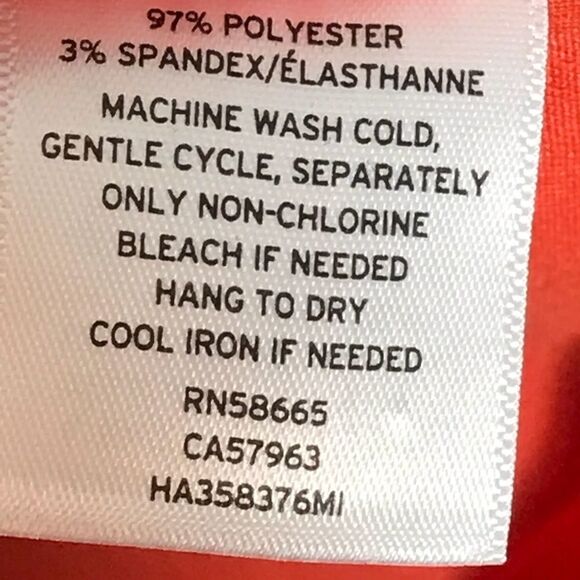 97% POLYESTER
3% SPANDEX/ÉLASTHANNE
MACHINE WASH COLD,
GENTLE CYCLE, SEPARATELY
ONLY NON-CHLORINE
BLEACH IF NEEDED
HANG TO DRY
COOL IRON IF NEEDED
RN58665
CA57963
HA358376MI